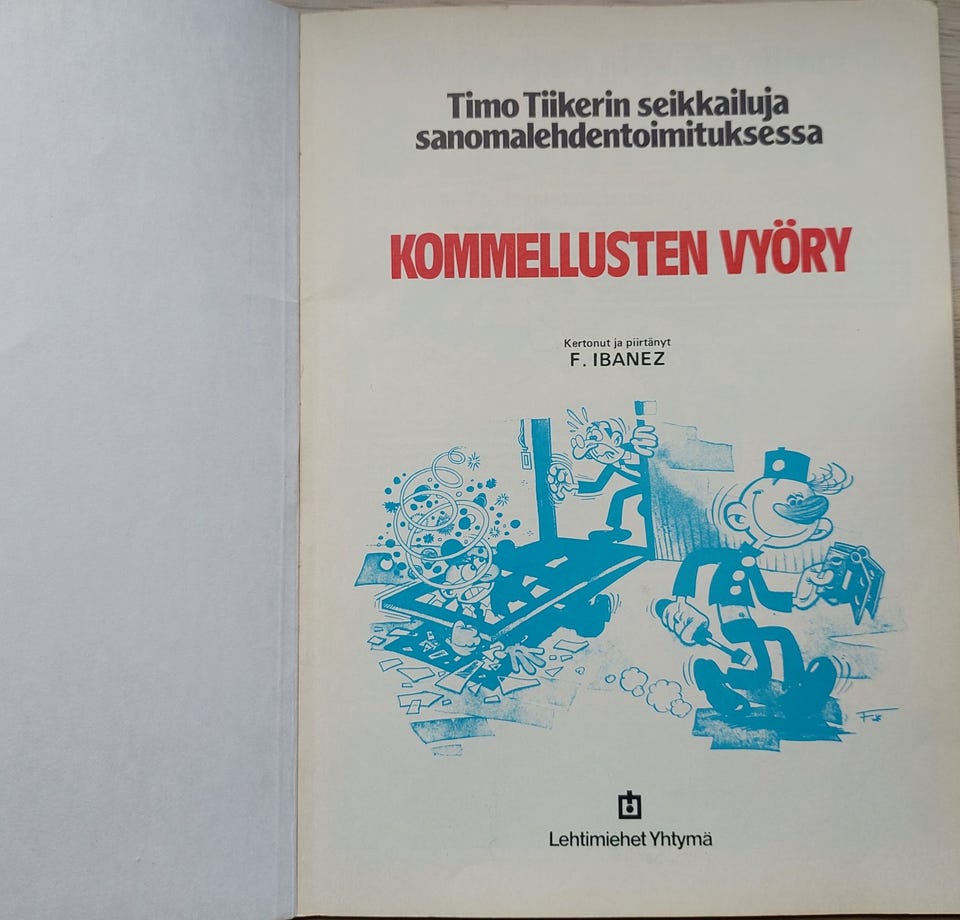 Timo Tiikerin seikkailuja
sanomalehdentoimituksessa
KOMMELLUSTEN VYÖRY
Kertonut ja piirtänyt
F. IBANEZ
Lehtimiehet Yhtymä